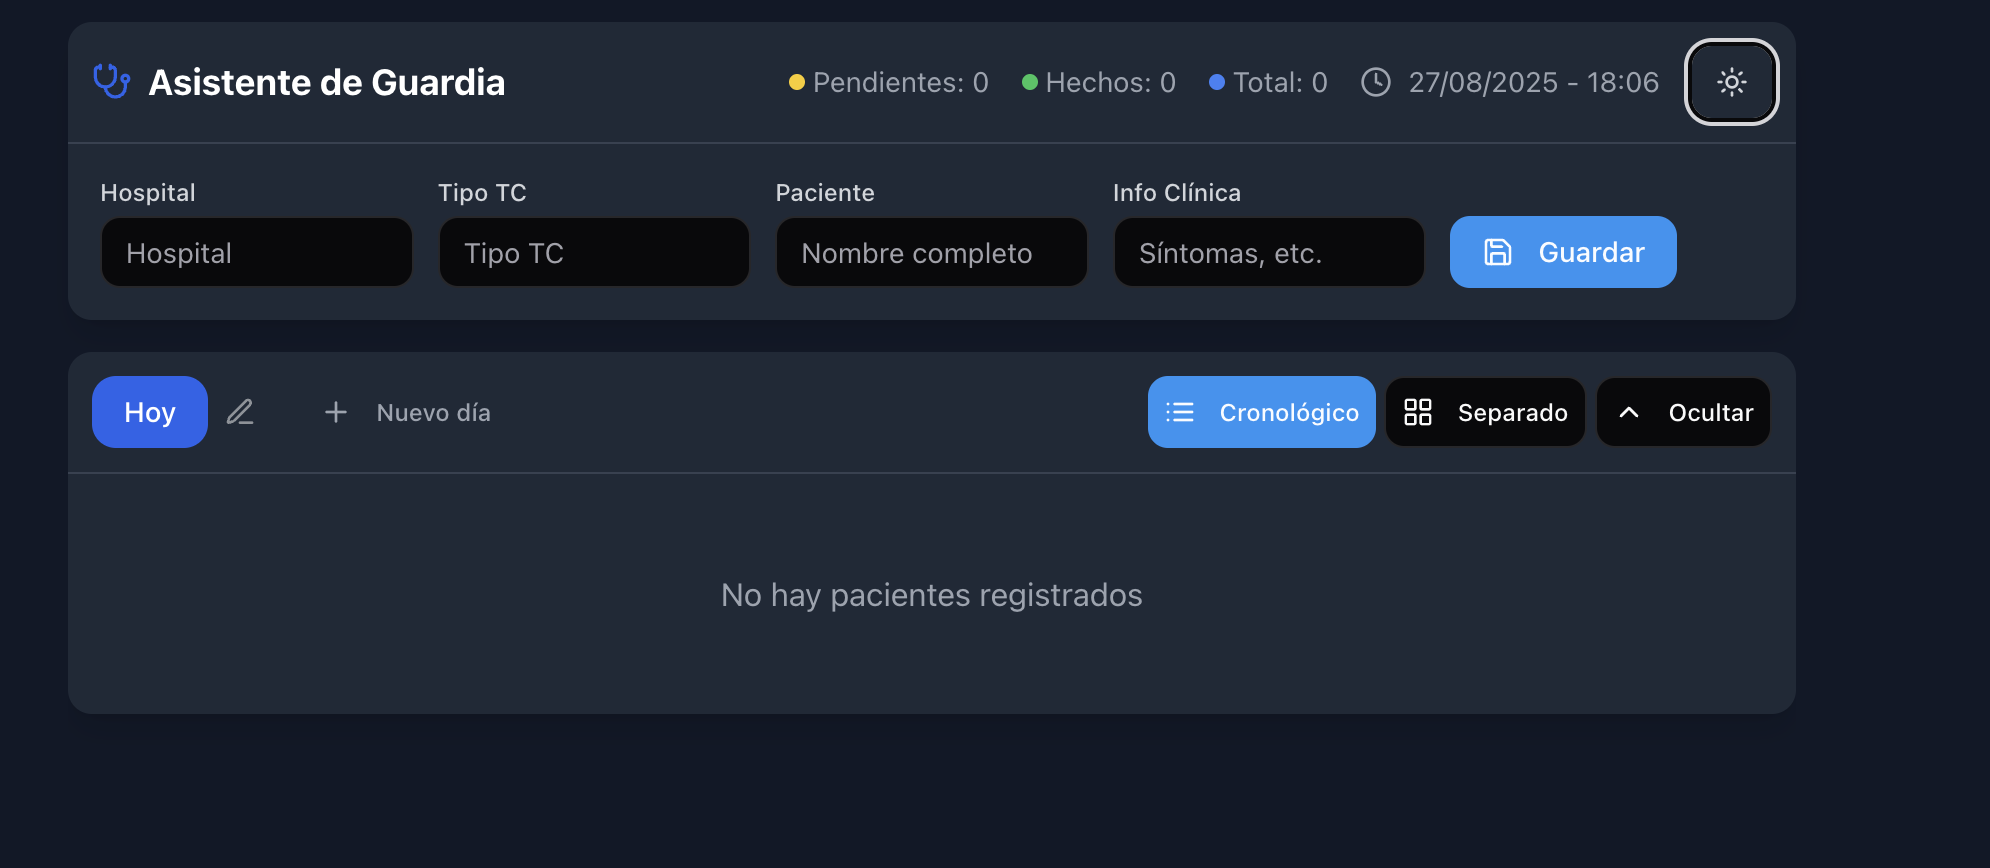 Asistente de Guardia
Pendientes: 0 Hechos: 0 Total: 0 27/08/2025 - 18:06
Hospital Tipo TC Paciente Info Clínica
Hospital Tipo TC Nombre completo Síntomas, etc. Guardar
Hoy Nuevo día Cronológico Separado Ocultar
No hay pacientes registrados